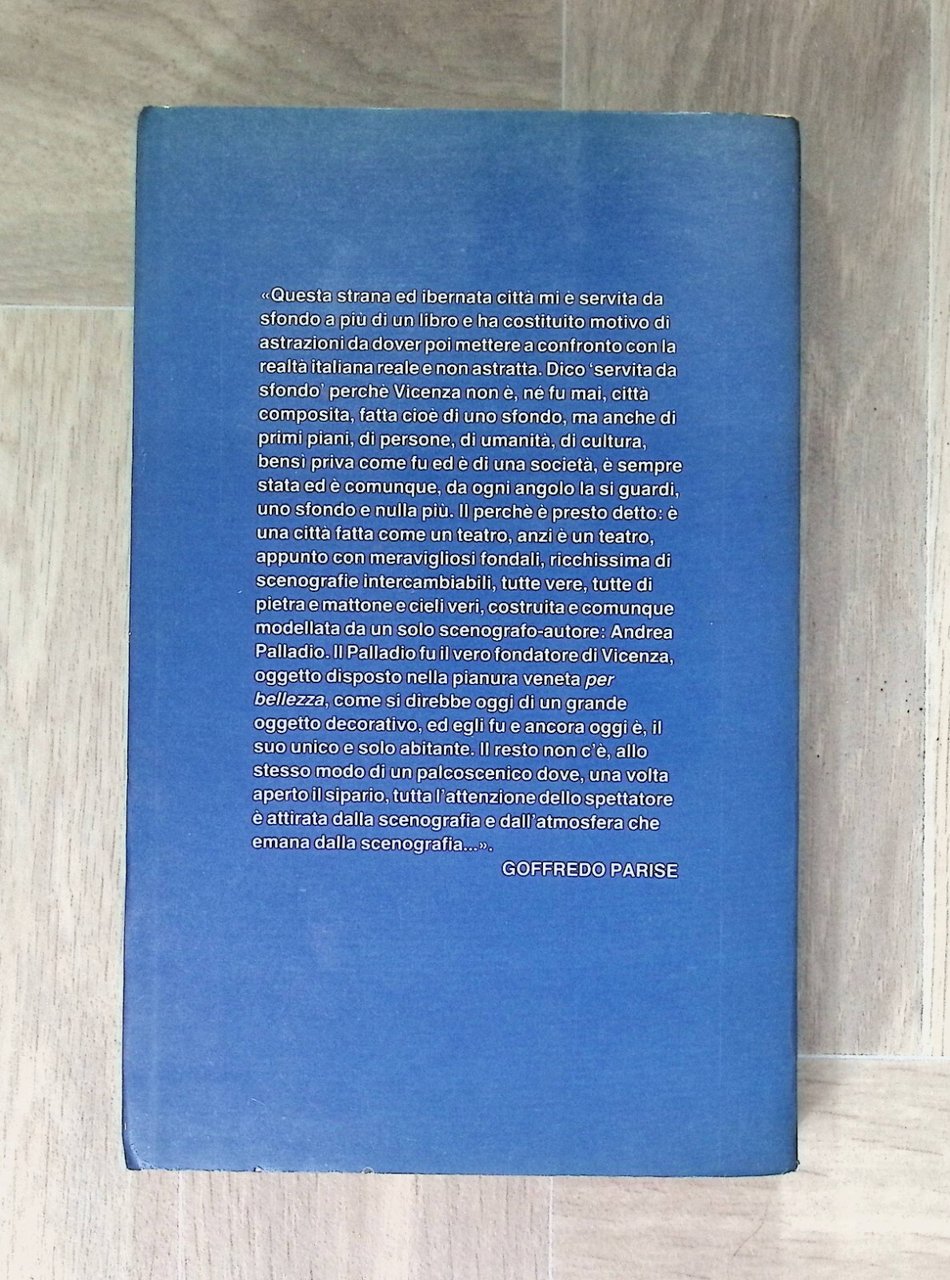 «Questa strana ed ibernata città mi è servita da
sfondo a più di un libro e ha costituito motivo di
astrazioni da dover poi mettere a confronto con la
realtà italiana reale e non astratta. Dico ‘servita da
sfondo’ perchè Vicenza non è, né fu mai, città
composita, fatta cioè di uno sfondo, ma anche di
primi piani, di persone, di umanità, di cultura,
bensì priva come fu ed è di una società, è sempre
stata ed è comunque, da ogni angolo la si guardi,
uno sfondo e nulla più. Il perchè è presto detto: è
una città fatta come un teatro, anzi è un teatro,
appunto con meravigliosi fondali, ricchissima di
scenografie intercambiabili, tutte vere, tutte di
pietra e mattone e cieli veri, costruita e comunque
modellata da un solo scenografo-autore: Andrea
Palladio. Il Palladio fu il vero fondatore di Vicenza,
oggetto disposto nella pianura veneta per
bellezza, come si direbbe oggi di un grande
oggetto decorativo, ed egli fu e ancora oggi è, il
suo unico e solo abitante. Il resto non c’è, allo
stesso modo di un palcoscenico dove, una volta
aperto il sipario, tutta l’attenzione dello spettatore
è attirata dalla scenografia e dall’atmosfera che
emana dalla scenografia...».
GOFFREDO PARISE